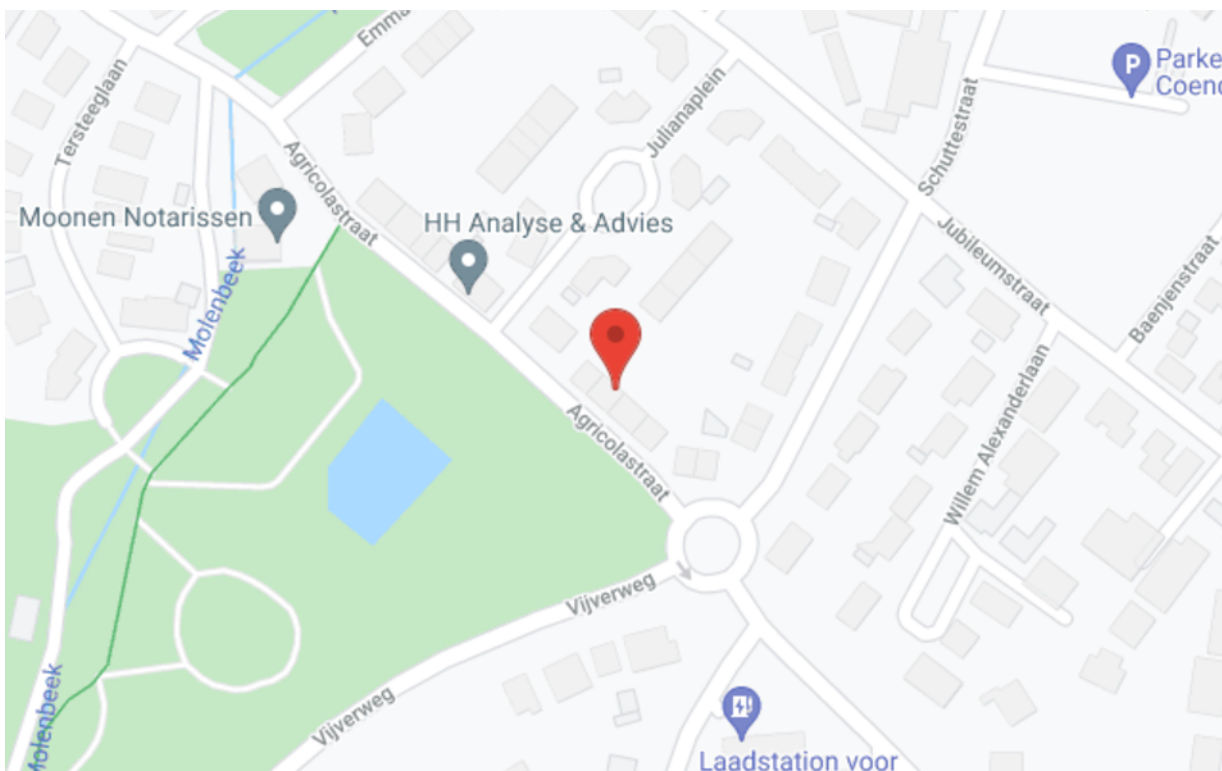 Emma
Tersteeglaan
Agricolastraat
Julianaplein
Schuttestraat
Parke
Coend
Moonen Notarissen
HH Analyse & Advies
Jubileumstraat
Baenjenstraat
Molenbeek
Willem Alexanderlaan
Agricolastraat
Vijverweg
Vijverweg
Molenbeek
Laadstation voor